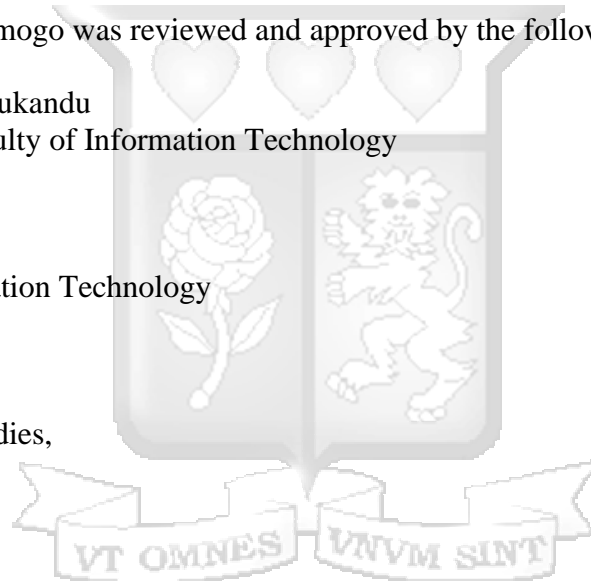 mogo was reviewed and approved by the follow
ukandu
ulty of Information Technology
ation Technology
dies,
VT OMNES VNVM SINT